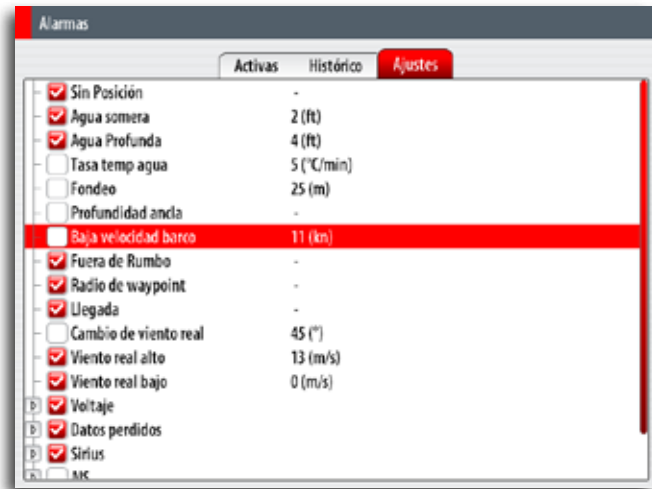 Alarmas
Activas Histórico Ajustes
Sin Posición -
Agua somera 2 (ft)
Agua Profunda 4 (ft)
Tasa temp agua 5 (°C/min)
Fondeo 25 (m)
Profundidad ancla -
Baja velocidad barco 11 (kn)
Fuera de Rumbo -
Radio de waypoint -
Llegada -
Cambio de viento real 45 (°)
Viento real alto 13 (m/s)
Viento real bajo 0 (m/s)
Voltaje
Datos perdidos
Sirius